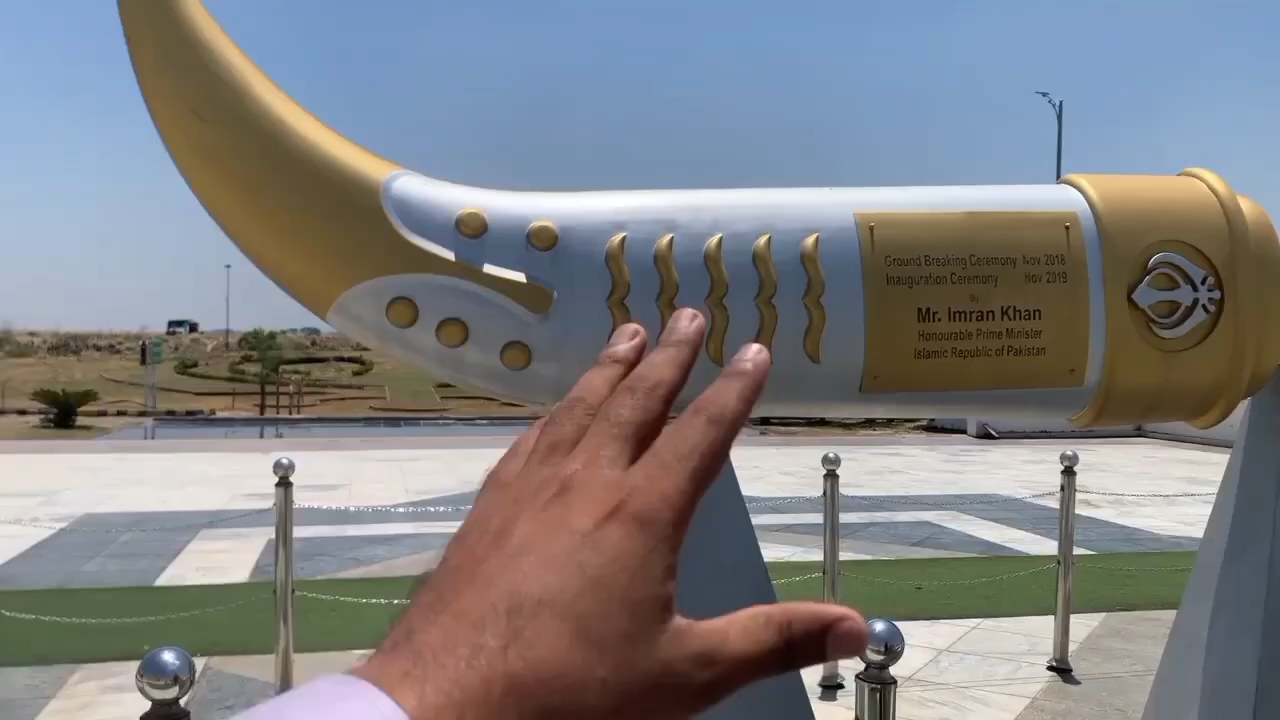 Ground Breaking Ceremony Nov 2018
Inauguration Ceremony Nov 2019
By
Mr. Imran Khan
Honourable Prime Minister
Islamic Republic of Pakistan